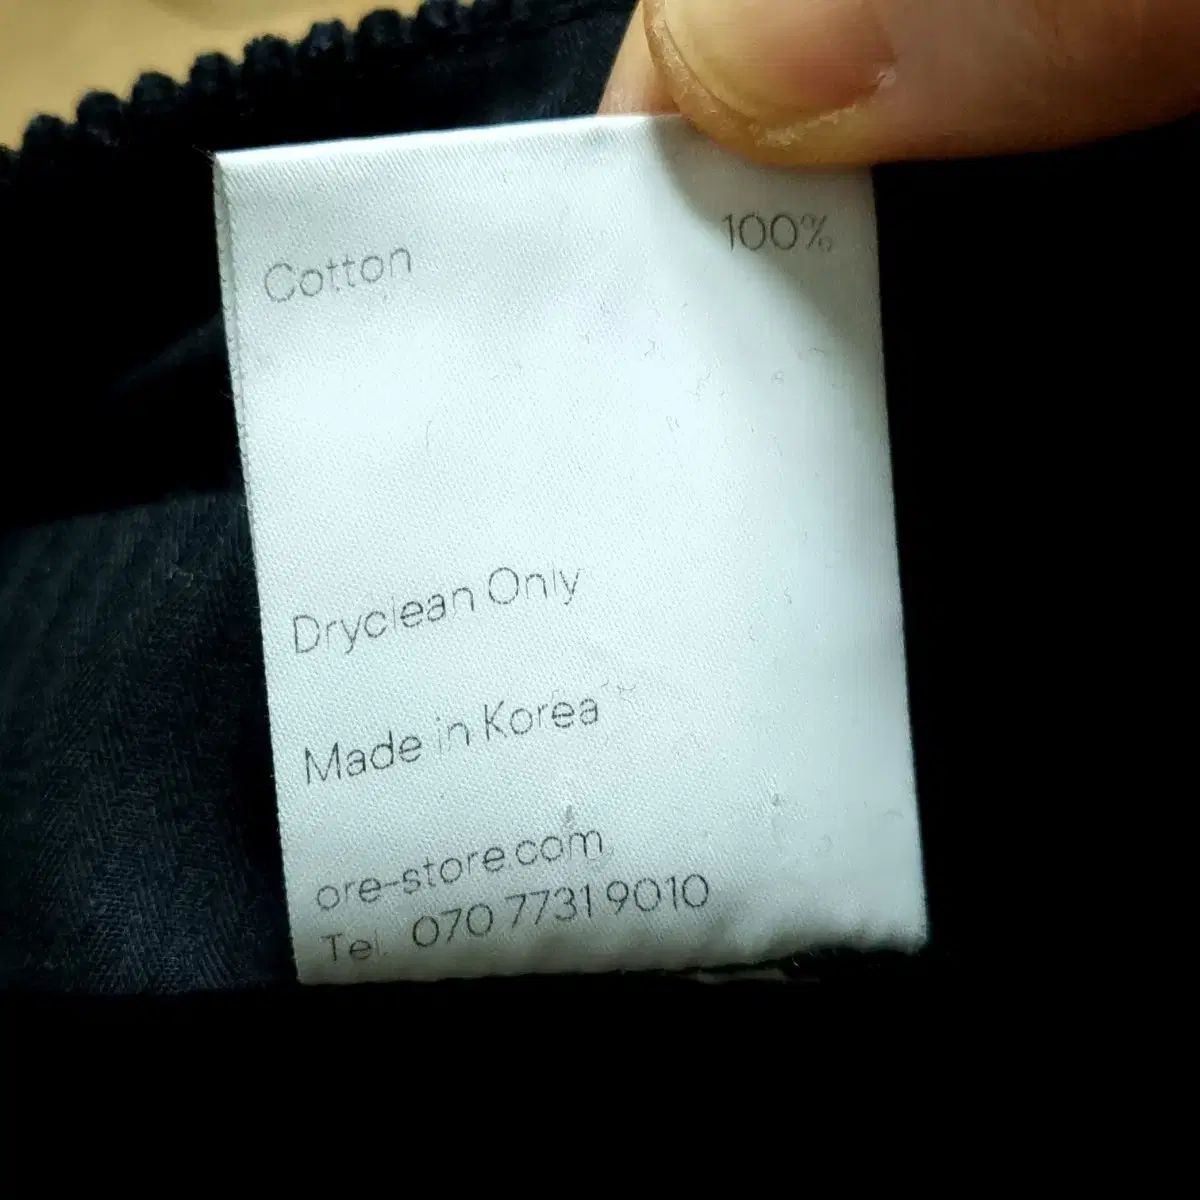 Cotton 100%
Dryclean Only
Made in Korea
ore-store.com
Tel. 070 7731 9010